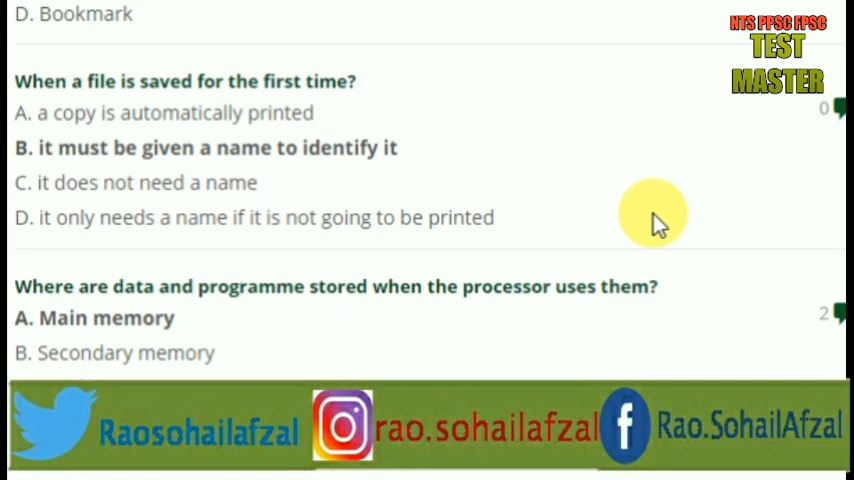 D. Bookmark
NTS PPSC FPSC
TEST
MASTER
When a file is saved for the first time?
A. a copy is automatically printed
0
B. it must be given a name to identify it
C. it does not need a name
D. it only needs a name if it is not going to be printed
Where are data and programme stored when the processor uses them?
A. Main memory
2
B. Secondary memory
Raosohailafzal
rao.sohailafzal
Rao.SohailAfzal